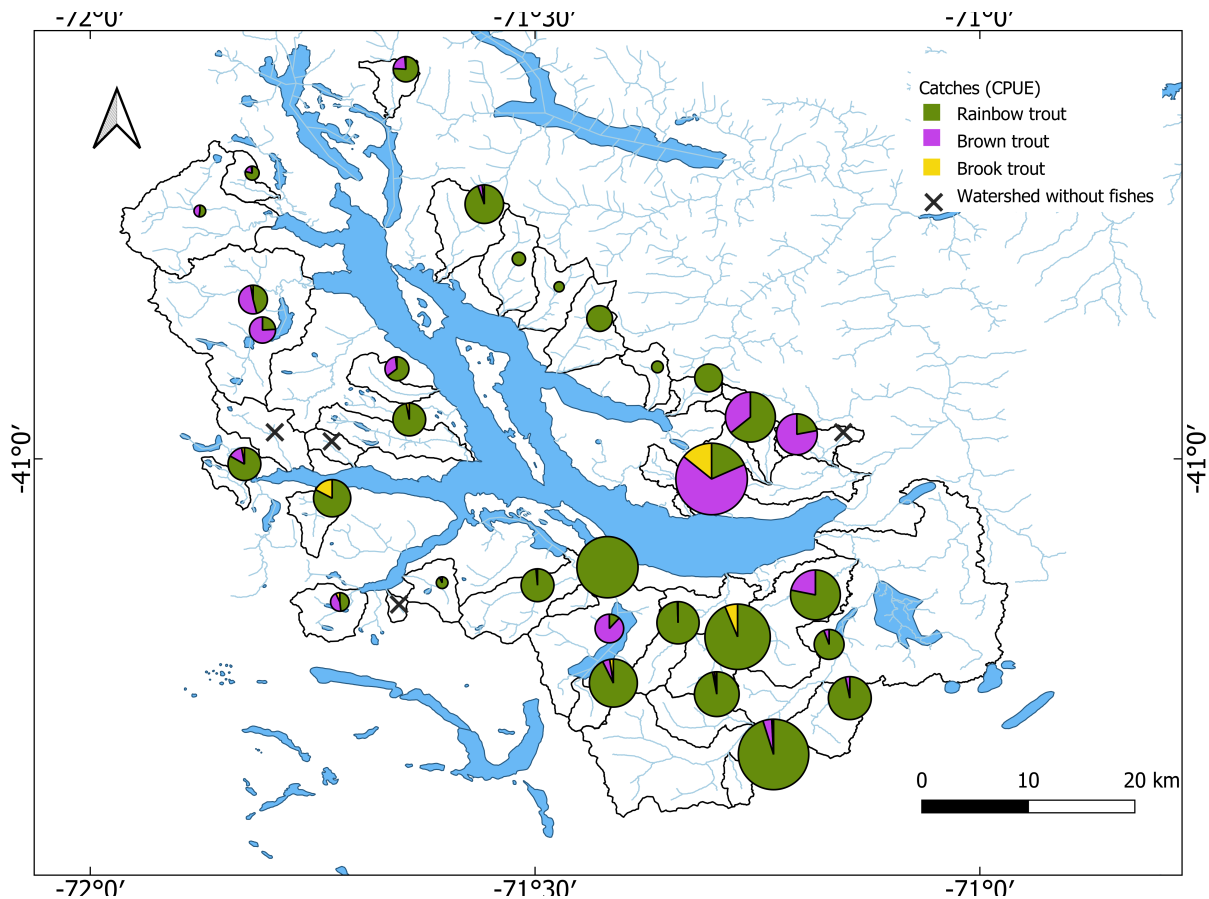 -72°0′ -71°30′ -71°0′
Catches (CPUE)
Rainbow trout
Brown trout
Brook trout
Watershed without fishes
-41°0′ -41°0′
0 10 20 km
-72°0′ -71°30′ -71°0′